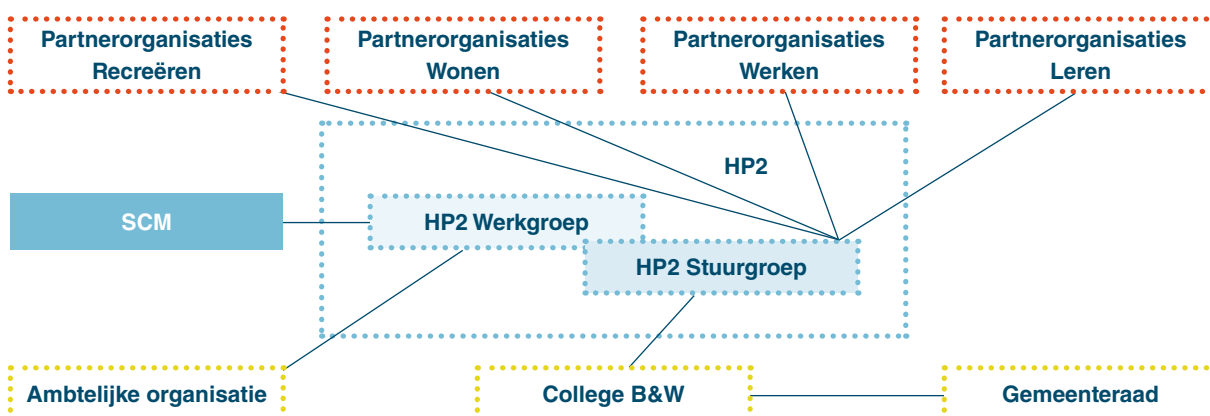 Partnerorganisaties
Recreëren
Partnerorganisaties
Wonen
Partnerorganisaties
Werken
Partnerorganisaties
Leren
HP2
SCM
HP2 Werkgroep
HP2 Stuurgroep
Ambtelijke organisatie
College B&W
Gemeenteraad